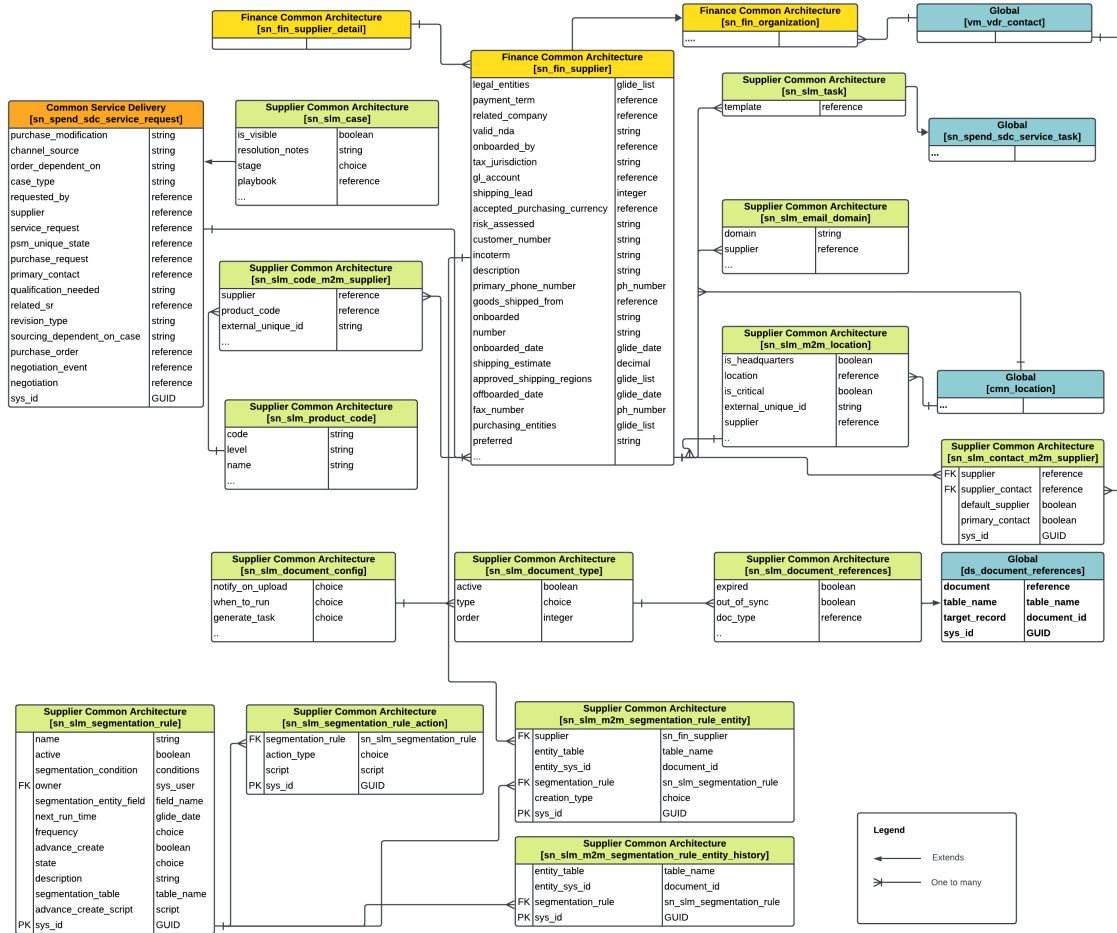 Finance Common Architecture
[sn_fin_supplier_detail]
Finance Common Architecture
[sn_fin_organization]
....
Global
[vm_vdr_contact]
Finance Common Architecture
[sn_fin_supplier]
legal_entities glide_list
payment_term reference
related_company reference
valid_nda string
onboarded_by reference
tax_jurisdiction string
gl_account reference
shipping_lead integer
accepted_purchasing_currency reference
risk_assessed string
customer_number string
incoterm string
description string
primary_phone_number ph_number
goods_shipped_from reference
onboarded string
number string
onboarded_date glide_date
shipping_estimate decimal
approved_shipping_regions glide_list
offboarded_date glide_date
fax_number ph_number
purchasing_entities glide_list
preferred string
...
Common Service Delivery
[sn_spend_sdc_service_request]
purchase_modification string
channel_source string
order_dependent_on string
case_type string
requested_by reference
supplier reference
service_request reference
psm_unique_state reference
purchase_request reference
primary_contact reference
qualification_needed string
related_sr reference
revision_type string
sourcing_dependent_on_case string
purchase_order reference
negotiation_event reference
negotiation reference
sys_id GUID
Supplier Common Architecture
[sn_slm_case]
is_visible boolean
resolution_notes string
stage choice
playbook reference
...
Supplier Common Architecture
[sn_slm_code_m2m_supplier]
supplier reference
product_code reference
external_unique_id string
...
Supplier Common Architecture
[sn_slm_product_code]
code string
level string
name string
...
Supplier Common Architecture
[sn_slm_task]
template reference
Global
[sn_spend_sdc_service_task]
...
Supplier Common Architecture
[sn_slm_email_domain]
domain string
supplier reference
...
Supplier Common Architecture
[sn_slm_m2m_location]
is_headquarters boolean
location reference
is_critical boolean
external_unique_id string
supplier reference
..
Global
[cmn_location]
...
Supplier Common Architecture
[sn_slm_contact_m2m_supplier]
FK supplier reference
FK supplier_contact reference
default_supplier boolean
primary_contact boolean
sys_id GUID
Supplier Common Architecture
[sn_slm_document_config]
notify_on_upload choice
when_to_run choice
generate_task choice
..
Supplier Common Architecture
[sn_slm_document_type]
active boolean
type choice
order integer
Supplier Common Architecture
[sn_slm_document_references]
expired boolean
out_of_sync boolean
doc_type reference
..
Global
[ds_document_references]
document reference
table_name table_name
target_record document_id
sys_id GUID
Supplier Common Architecture
[sn_slm_segmentation_rule]
name string
active boolean
segmentation_condition conditions
FK owner sys_user
segmentation_entity_field field_name
next_run_time glide_date
frequency choice
advance_create boolean
state choice
description string
segmentation_table table_name
advance_create_script script
PK sys_id GUID
Supplier Common Architecture
[sn_slm_segmentation_rule_action]
FK segmentation_rule sn_slm_segmentation_rule
action_type choice
script script
PK sys_id GUID
Supplier Common Architecture
[sn_slm_m2m_segmentation_rule_entity]
FK supplier sn_fin_supplier
entity_table table_name
entity_sys_id document_id
FK segmentation_rule sn_slm_segmentation_rule
creation_type choice
PK sys_id GUID
Supplier Common Architecture
[sn_slm_m2m_segmentation_rule_entity_history]
entity_table table_name
entity_sys_id document_id
FK segmentation_rule sn_slm_segmentation_rule
PK sys_id GUID
Legend
Extends
One to many